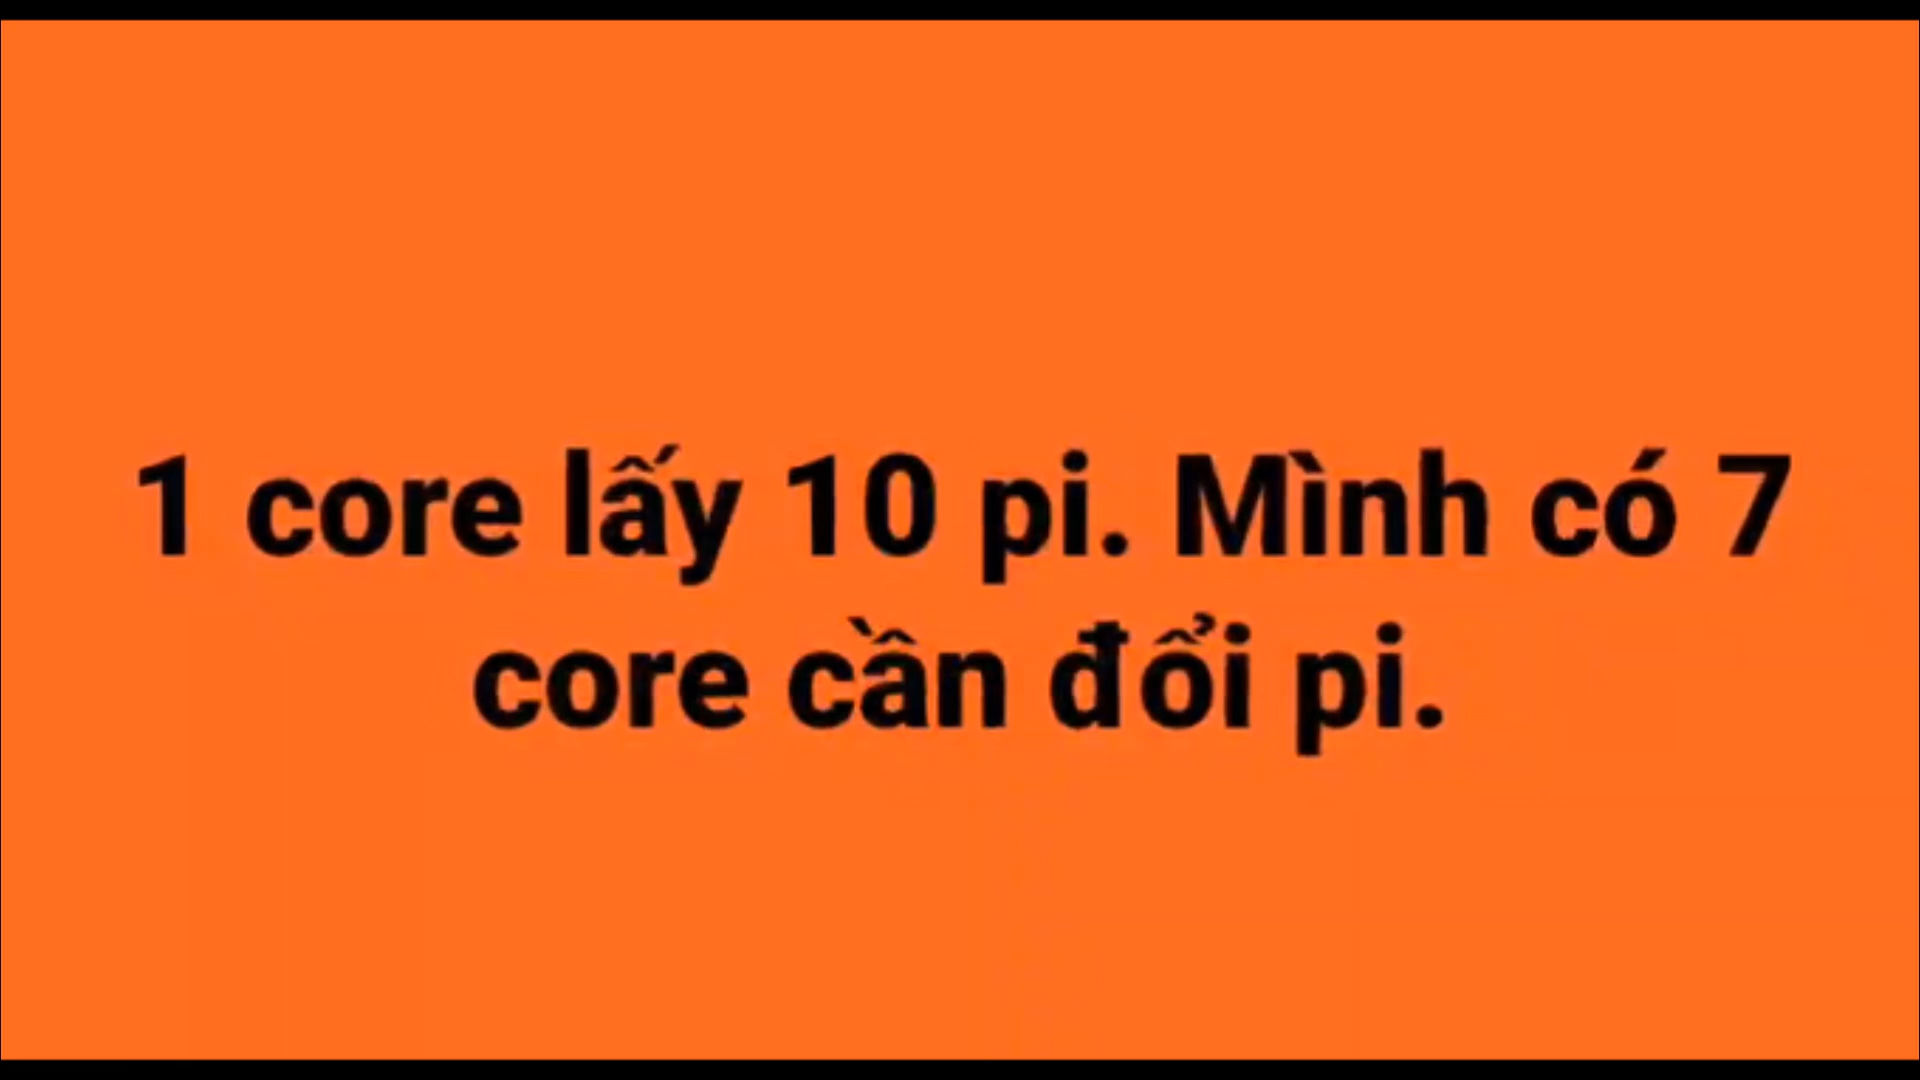 1 core lấy 10 pi. Mình có 7
core cần đổi pi.